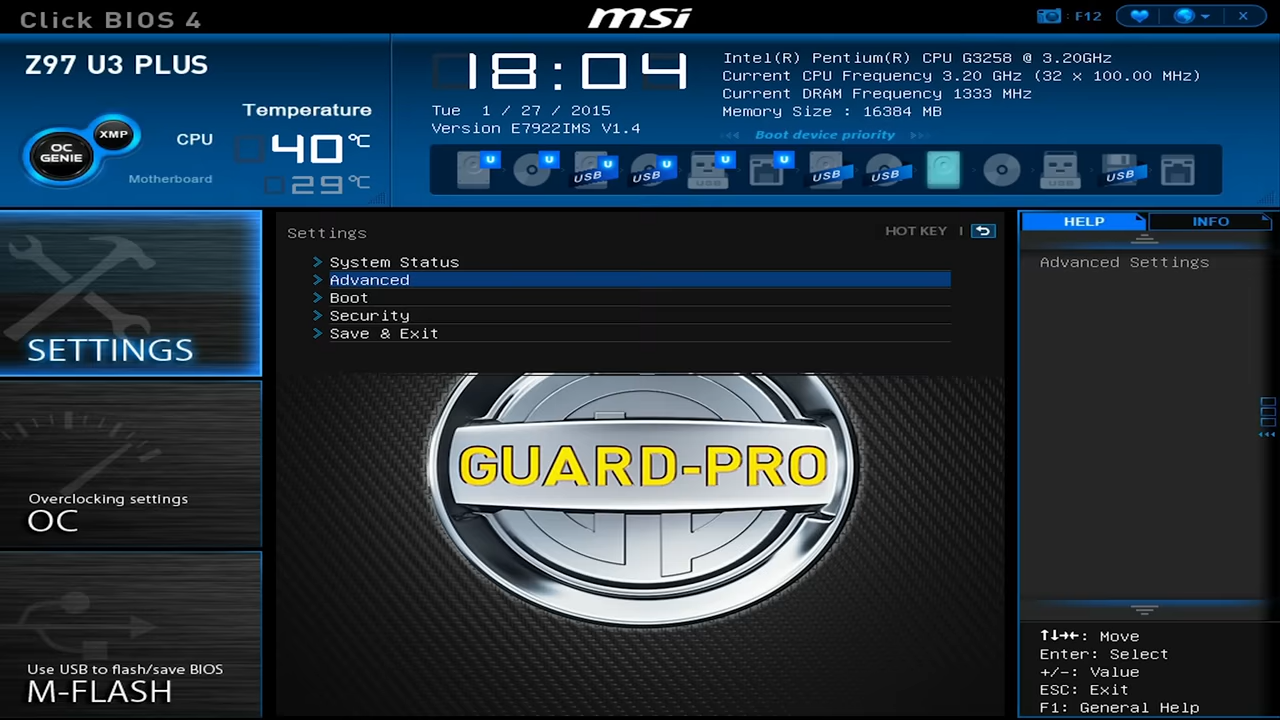 Click BIOS 4
msi
: F12
Z97 U3 PLUS
OC
GENIE
XMP
Temperature
CPU 40°C
Motherboard 29°C
18:04
Tue 1 / 27 / 2015
Version E7922IMS V1.4
Intel(R) Pentium(R) CPU G3258 @ 3.20GHz
Current CPU Frequency 3.20 GHz (32 x 100.00 MHz)
Current DRAM Frequency 1333 MHz
Memory Size : 16384 MB
Boot device priority
U U U U U U
USB USB USB USB USB USB USB
SETTINGS
Overclocking settings
OC
Use USB to flash/save BIOS
M-FLASH
Settings
HOT KEY |
> System Status
> Advanced
> Boot
> Security
> Save & Exit
GUARD-PRO
HELP INFO
Advanced Settings
↑↓→←: Move
Enter: Select
+/-: Value
ESC: Exit
F1: General Help